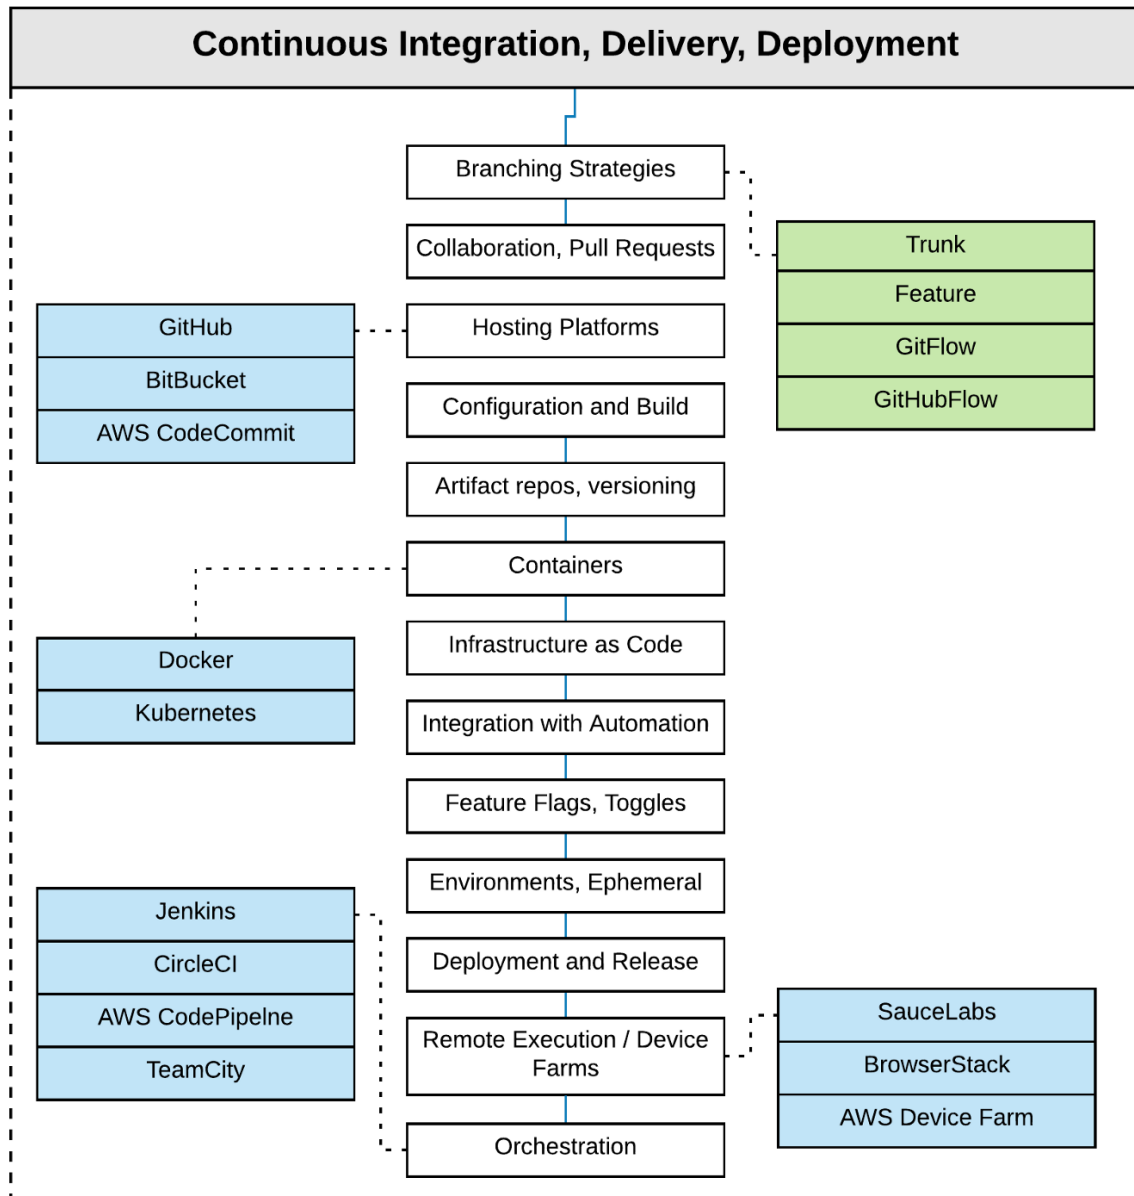 Continuous Integration, Delivery, Deployment
Branching Strategies
Collaboration, Pull Requests
Trunk
Feature
GitFlow
GitHubFlow
GitHub
BitBucket
AWS CodeCommit
Hosting Platforms
Configuration and Build
Artifact repos, versioning
Containers
Docker
Kubernetes
Infrastructure as Code
Integration with Automation
Feature Flags, Toggles
Environments, Ephemeral
Jenkins
CircleCI
AWS CodePipelne
TeamCity
Deployment and Release
Remote Execution / Device
Farms
SauceLabs
BrowserStack
AWS Device Farm
Orchestration